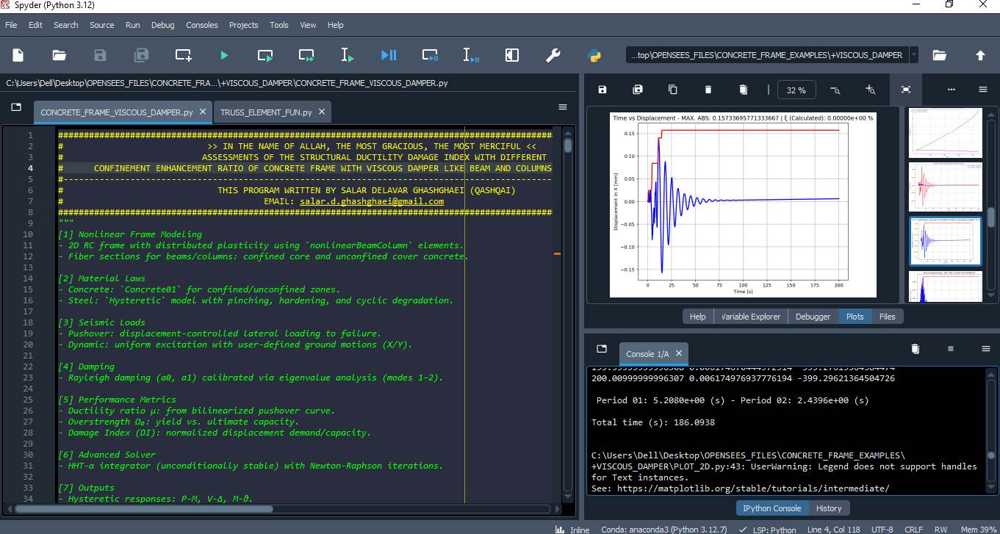 Spyder (Python 3.12)
File Edit Search Source Run Debug Consoles Projects Tools View Help
...top\OPENSEES_FILES\CONCRETE_FRAME_EXAMPLES\+VISCOUS_DAMPER
C:\Users\Dell\Desktop\OPENSEES_FILES\CONCRETE_FRA...\+VISCOUS_DAMPER\CONCRETE_FRAME_VISCOUS_DAMPER.py
CONCRETE_FRAME_VISCOUS_DAMPER.py TRUSS_ELEMENT_FUN.py
1 ###########################################################################################
2 # >> IN THE NAME OF ALLAH, THE MOST GRACIOUS, THE MOST MERCIFUL <<
3 # ASSESSMENTS OF THE STRUCTURAL DUCTILITY DAMAGE INDEX WITH DIFFERENT
4 # CONFINEMENT ENHANCEMENT RATIO OF CONCRETE FRAME WITH VISCOUS DAMPER LIKE BEAM AND COLUMNS
5 #------------------------------------------------------------------------------------------
6 # THIS PROGRAM WRITTEN BY SALAR DELAVAR GHASHGHAEI (QASHQAI)
7 # EMAIL: salar.d.ghashghaei@gmail.com
8 ###########################################################################################
9 """
10 [1] Nonlinear Frame Modeling
11 - 2D RC frame with distributed plasticity using `nonlinearBeamColumn` elements.
12 - Fiber sections for beams/columns: confined core and unconfined cover concrete.
13
14 [2] Material Laws
15 - Concrete: `Concrete01` for confined/unconfined zones.
16 - Steel: `Hysteretic` model with pinching, hardening, and cyclic degradation.
17
18 [3] Seismic Loads
19 - Pushover: displacement-controlled lateral loading to failure.
20 - Dynamic: uniform excitation with user-defined ground motions (X/Y).
21
22 [4] Damping
23 - Rayleigh damping (a0, a1) calibrated via eigenvalue analysis (modes 1-2).
24
25 [5] Performance Metrics
26 - Ductility ratio μ: from bilinearized pushover curve.
27 - Overstrength Ω₀: yield vs. ultimate capacity.
28 - Damage Index (DI): normalized displacement demand/capacity.
29
30 [6] Advanced Solver
31 - HHT-α integrator (unconditionally stable) with Newton-Raphson iterations.
32
33 [7] Outputs
34 - Hysteretic responses: P-M, V-Δ, M-θ.
32 %
Time vs Displacement - MAX. ABS: 0.15733695771333667 | ξ (Calculated): 0.00000e+00 %
Displacement in X [mm]
0.15
0.10
0.05
0.00
−0.05
−0.10
−0.15
0 25 50 75 100 125 150 175 200
Time [s]
Help Variable Explorer Debugger Plots Files
Console 1/A
200.00999999996307 0.006174976937776194 -399.29621364504726
Period 01: 5.2080e+00 (s) - Period 02: 2.4396e+00 (s)
Total time (s): 186.0938
C:\Users\Dell\Desktop\OPENSEES_FILES\CONCRETE_FRAME_EXAMPLES\
+VISCOUS_DAMPER\PLOT_2D.py:43: UserWarning: Legend does not support handles
for Text instances.
See: https://matplotlib.org/stable/tutorials/intermediate/
IPython Console History
Inline Conda: anaconda3 (Python 3.12.7) LSP: Python Line 4, Col 118 UTF-8 CRLF RW Mem 39%